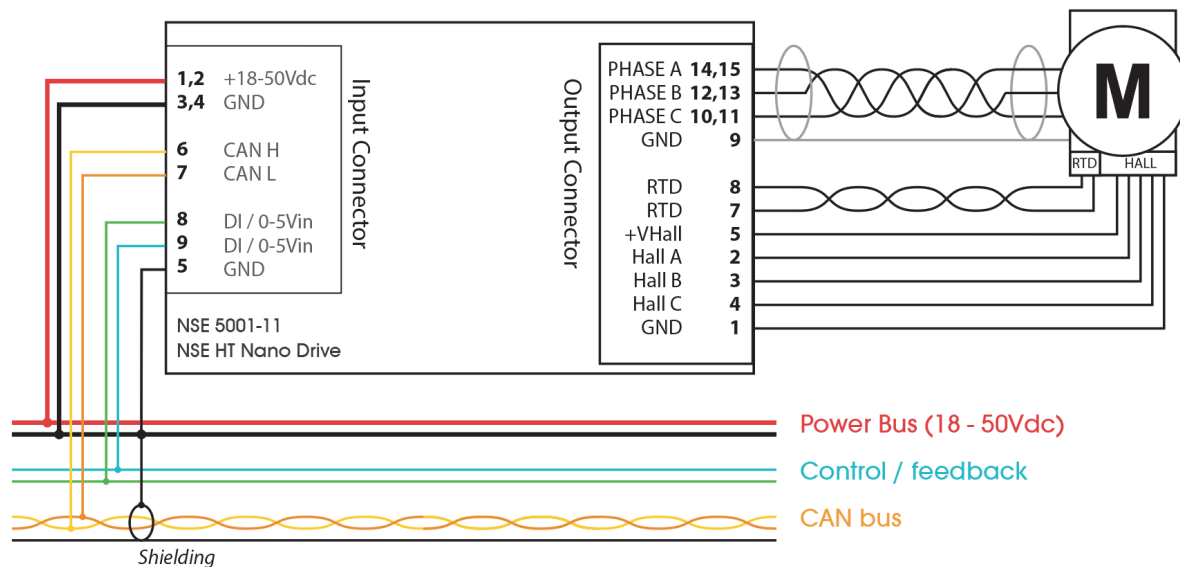 1,2 +18-50Vdc
3,4 GND
6 CAN H
7 CAN L
8 DI / 0-5Vin
9 DI / 0-5Vin
5 GND
Input Connector
NSE 5001-11
NSE HT Nano Drive
Output Connector
PHASE A 14,15
PHASE B 12,13
PHASE C 10,11
GND 9
RTD 8
RTD 7
+VHall 5
Hall A 2
Hall B 3
Hall C 4
GND 1
M
RTD HALL
Power Bus (18 - 50Vdc)
Control / feedback
CAN bus
Shielding